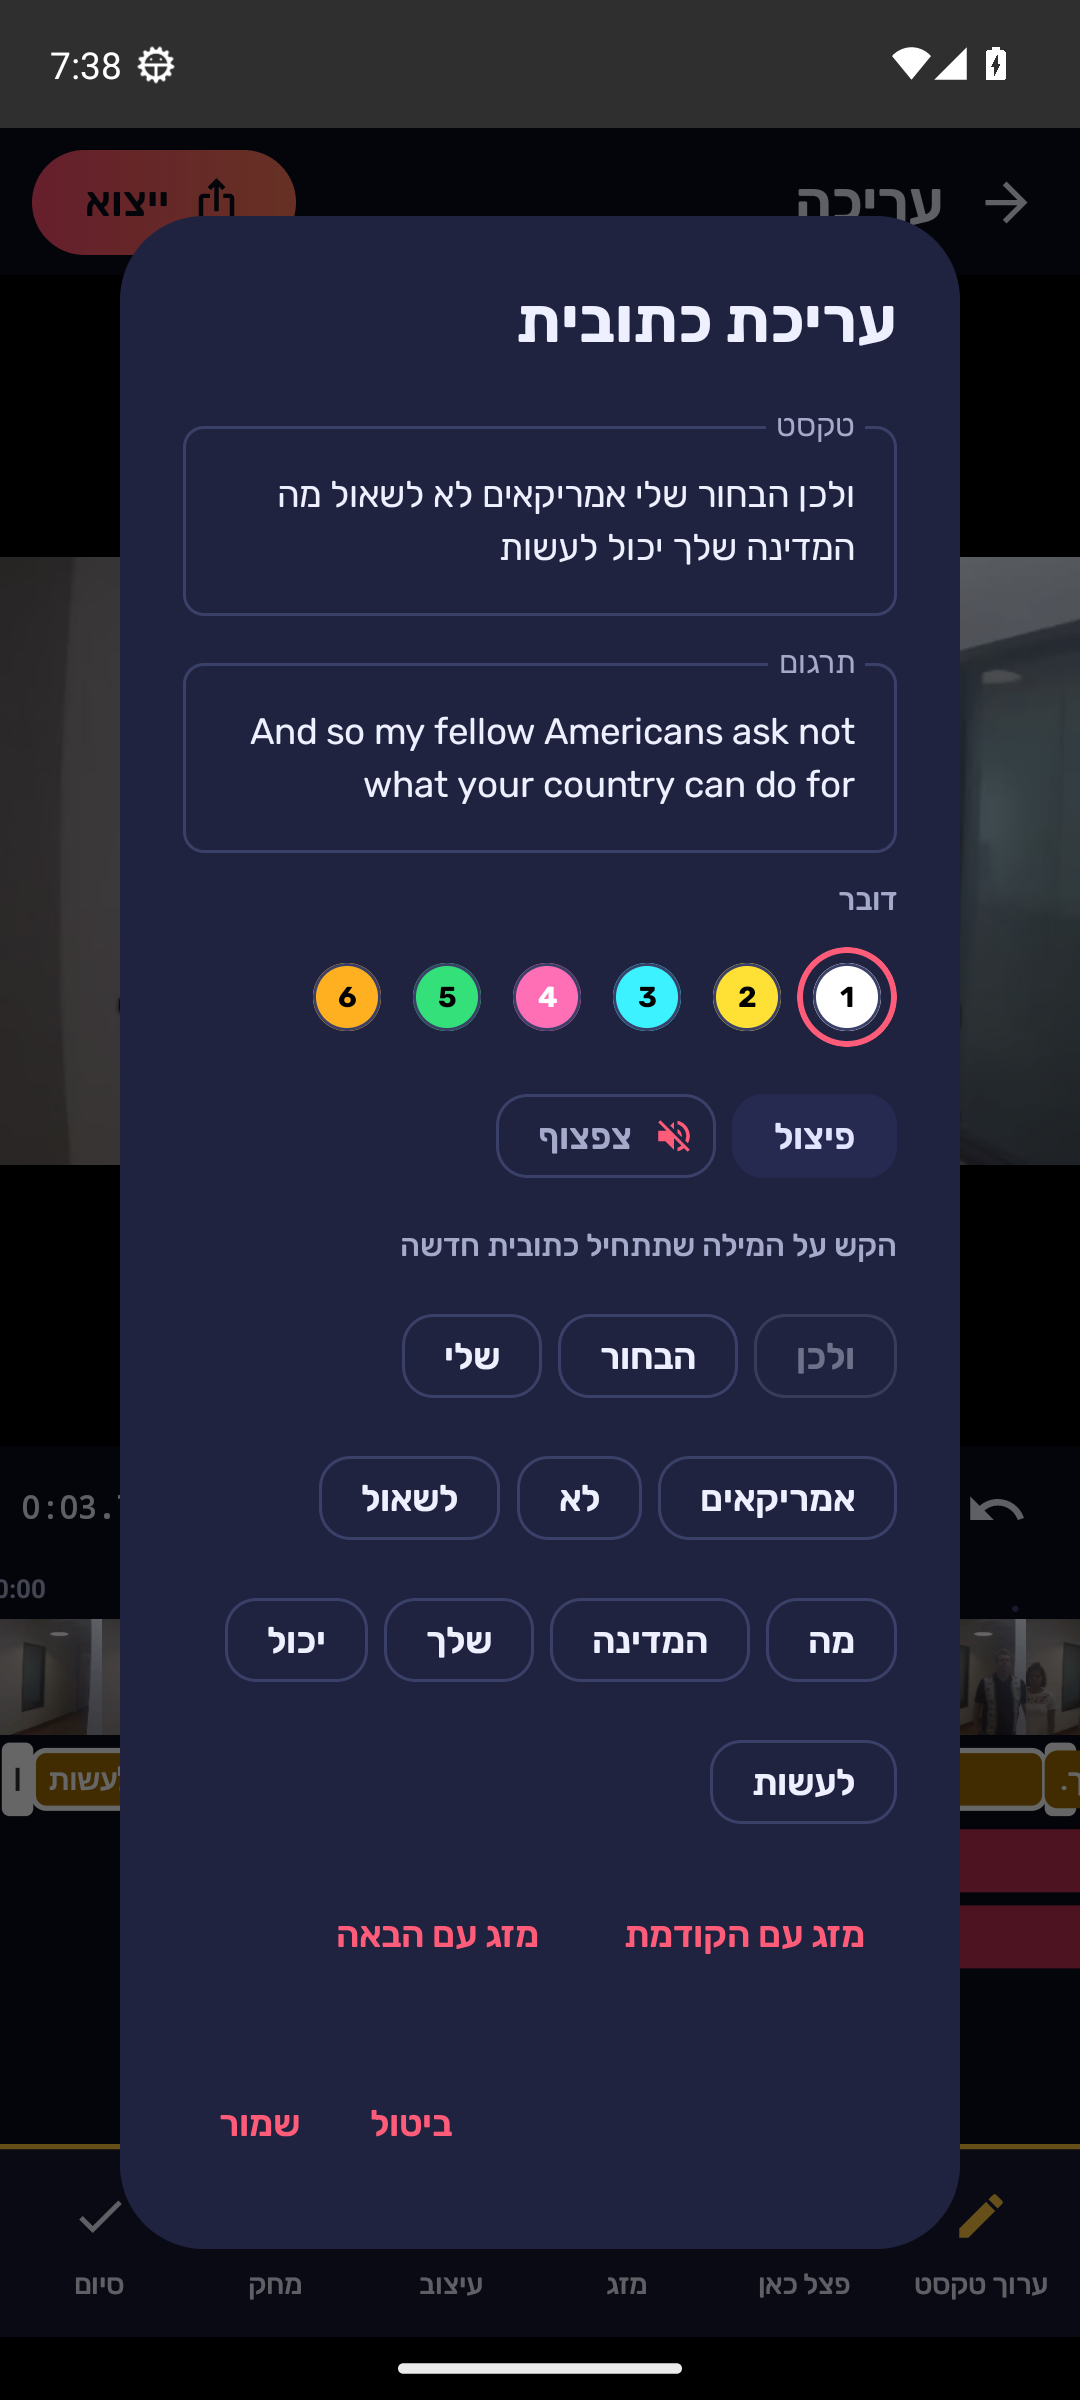 7:38
עריכה
ייצוא
עריכת כתובית
טקסט
ולכן הבחור שלי אמריקאים לא לשאול מה
המדינה שלך יכול לעשות
תרגום
And so my fellow Americans ask not
what your country can do for
דובר
1 2 3 4 5 6
פיצול צפצוף
הקש על המילה שתתחיל כתובית חדשה
ולכן הבחור שלי
אמריקאים לא לשאול
מה המדינה שלך יכול
לעשות
מזג עם הקודמת מזג עם הבאה
ביטול שמור
ערוך טקסט פצל כאן מזג עיצוב מחק סיום